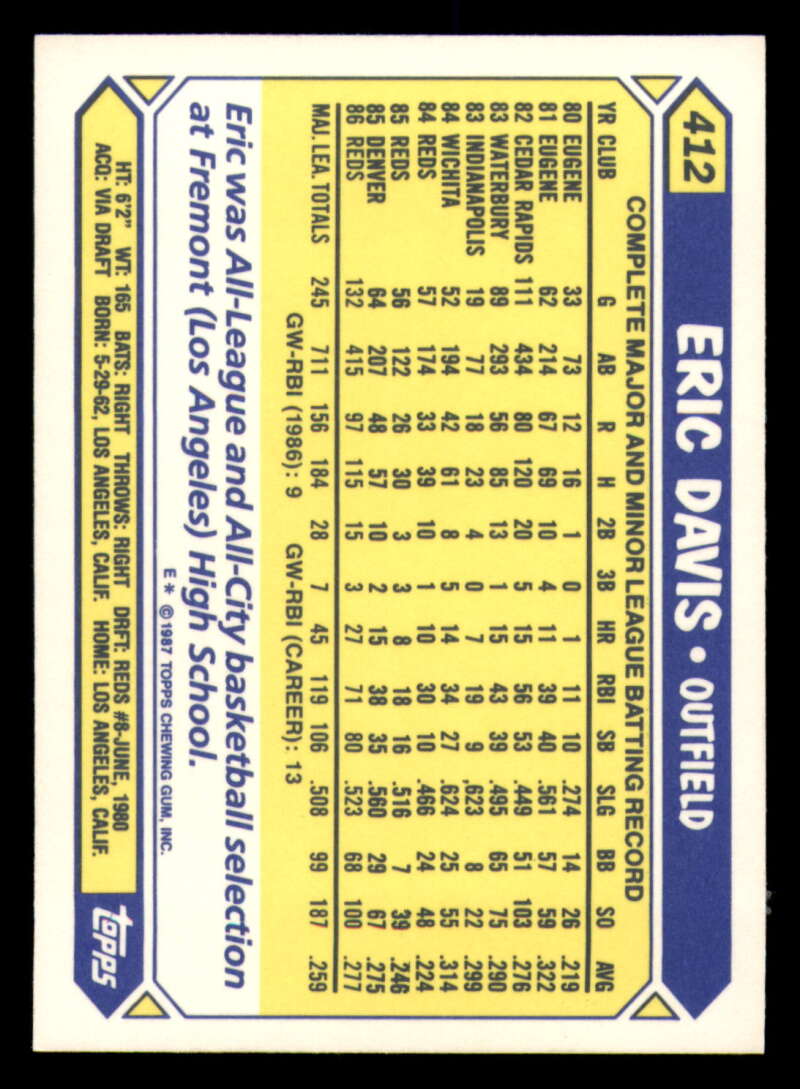 412 ERIC DAVIS • OUTFIELD
COMPLETE MAJOR AND MINOR LEAGUE BATTING RECORD
YR CLUB G AB R H 2B 3B HR RBI SB SLG BB SO AVG
80 EUGENE 33 73 12 16 1 0 1 11 10 .274 14 26 .219
81 EUGENE 62 214 67 69 10 4 11 39 40 .561 57 59 .322
82 CEDAR RAPIDS 111 434 80 120 20 5 15 56 53 .449 51 103 .276
83 WATERBURY 89 293 56 85 13 1 15 43 39 .495 65 75 .290
83 INDIANAPOLIS 19 77 18 23 4 0 7 19 9 .623 8 22 .299
84 WICHITA 52 194 42 61 8 5 14 34 27 .624 25 55 .314
84 REDS 57 174 33 39 10 1 10 30 10 .466 24 48 .224
85 REDS 56 122 26 30 3 3 8 18 16 .516 7 39 .246
85 DENVER 64 207 48 57 10 2 15 38 35 .560 29 67 .275
86 REDS 132 415 97 115 15 3 27 71 80 .523 68 100 .277
MAJ. LEA. TOTALS 245 711 156 184 28 7 45 119 106 .508 99 187 .259
GW-RBI (1986): 9 GW-RBI (CAREER): 13
Eric was All-League and All-City basketball selection
at Fremont (Los Angeles) High School.
E * © 1987 TOPPS CHEWING GUM, INC.
HT: 6'2" WT: 165 BATS: RIGHT THROWS: RIGHT DRFT: REDS #8-JUNE, 1980
ACQ: VIA DRAFT BORN: 5-29-62, LOS ANGELES, CALIF. HOME: LOS ANGELES, CALIF.
topps